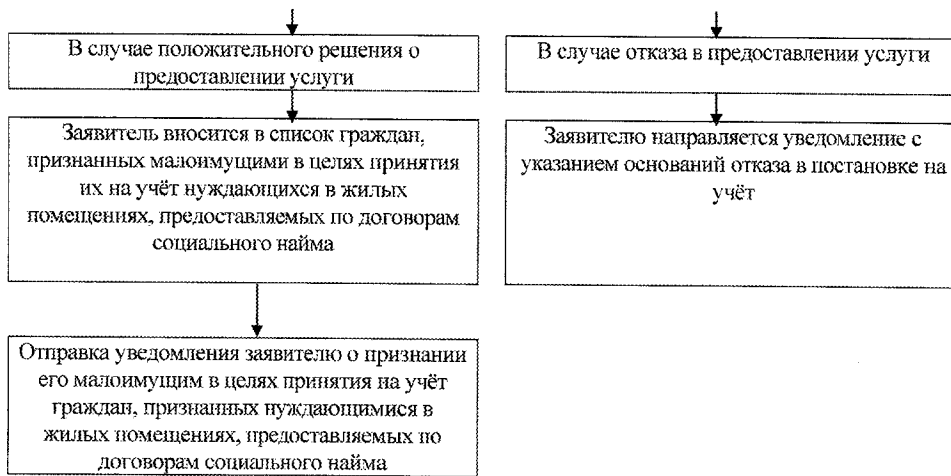 В случае положительного решения о
предоставлении услуги
В случае отказа в предоставлении услуги
Заявитель вносится в список граждан,
признанных малоимущими в целях принятия
их на учёт нуждающихся в жилых
помещениях, предоставляемых по договорам
социального найма
Заявителю направляется уведомление с
указанием оснований отказа в постановке на
учёт
Отправка уведомления заявителю о признании
его малоимущим в целях принятия на учёт
граждан, признанных нуждающимися в
жилых помещениях, предоставляемых по
договорам социального найма